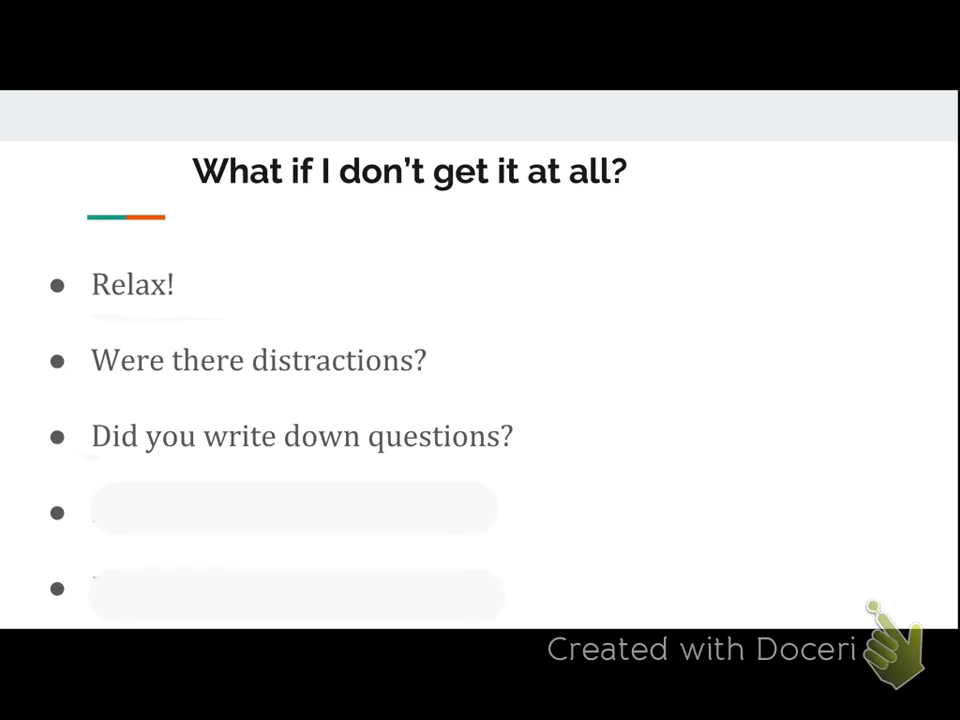 What if I don't get it at all?
● Relax!
● Were there distractions?
● Did you write down questions?
●
●
Created with Doceri